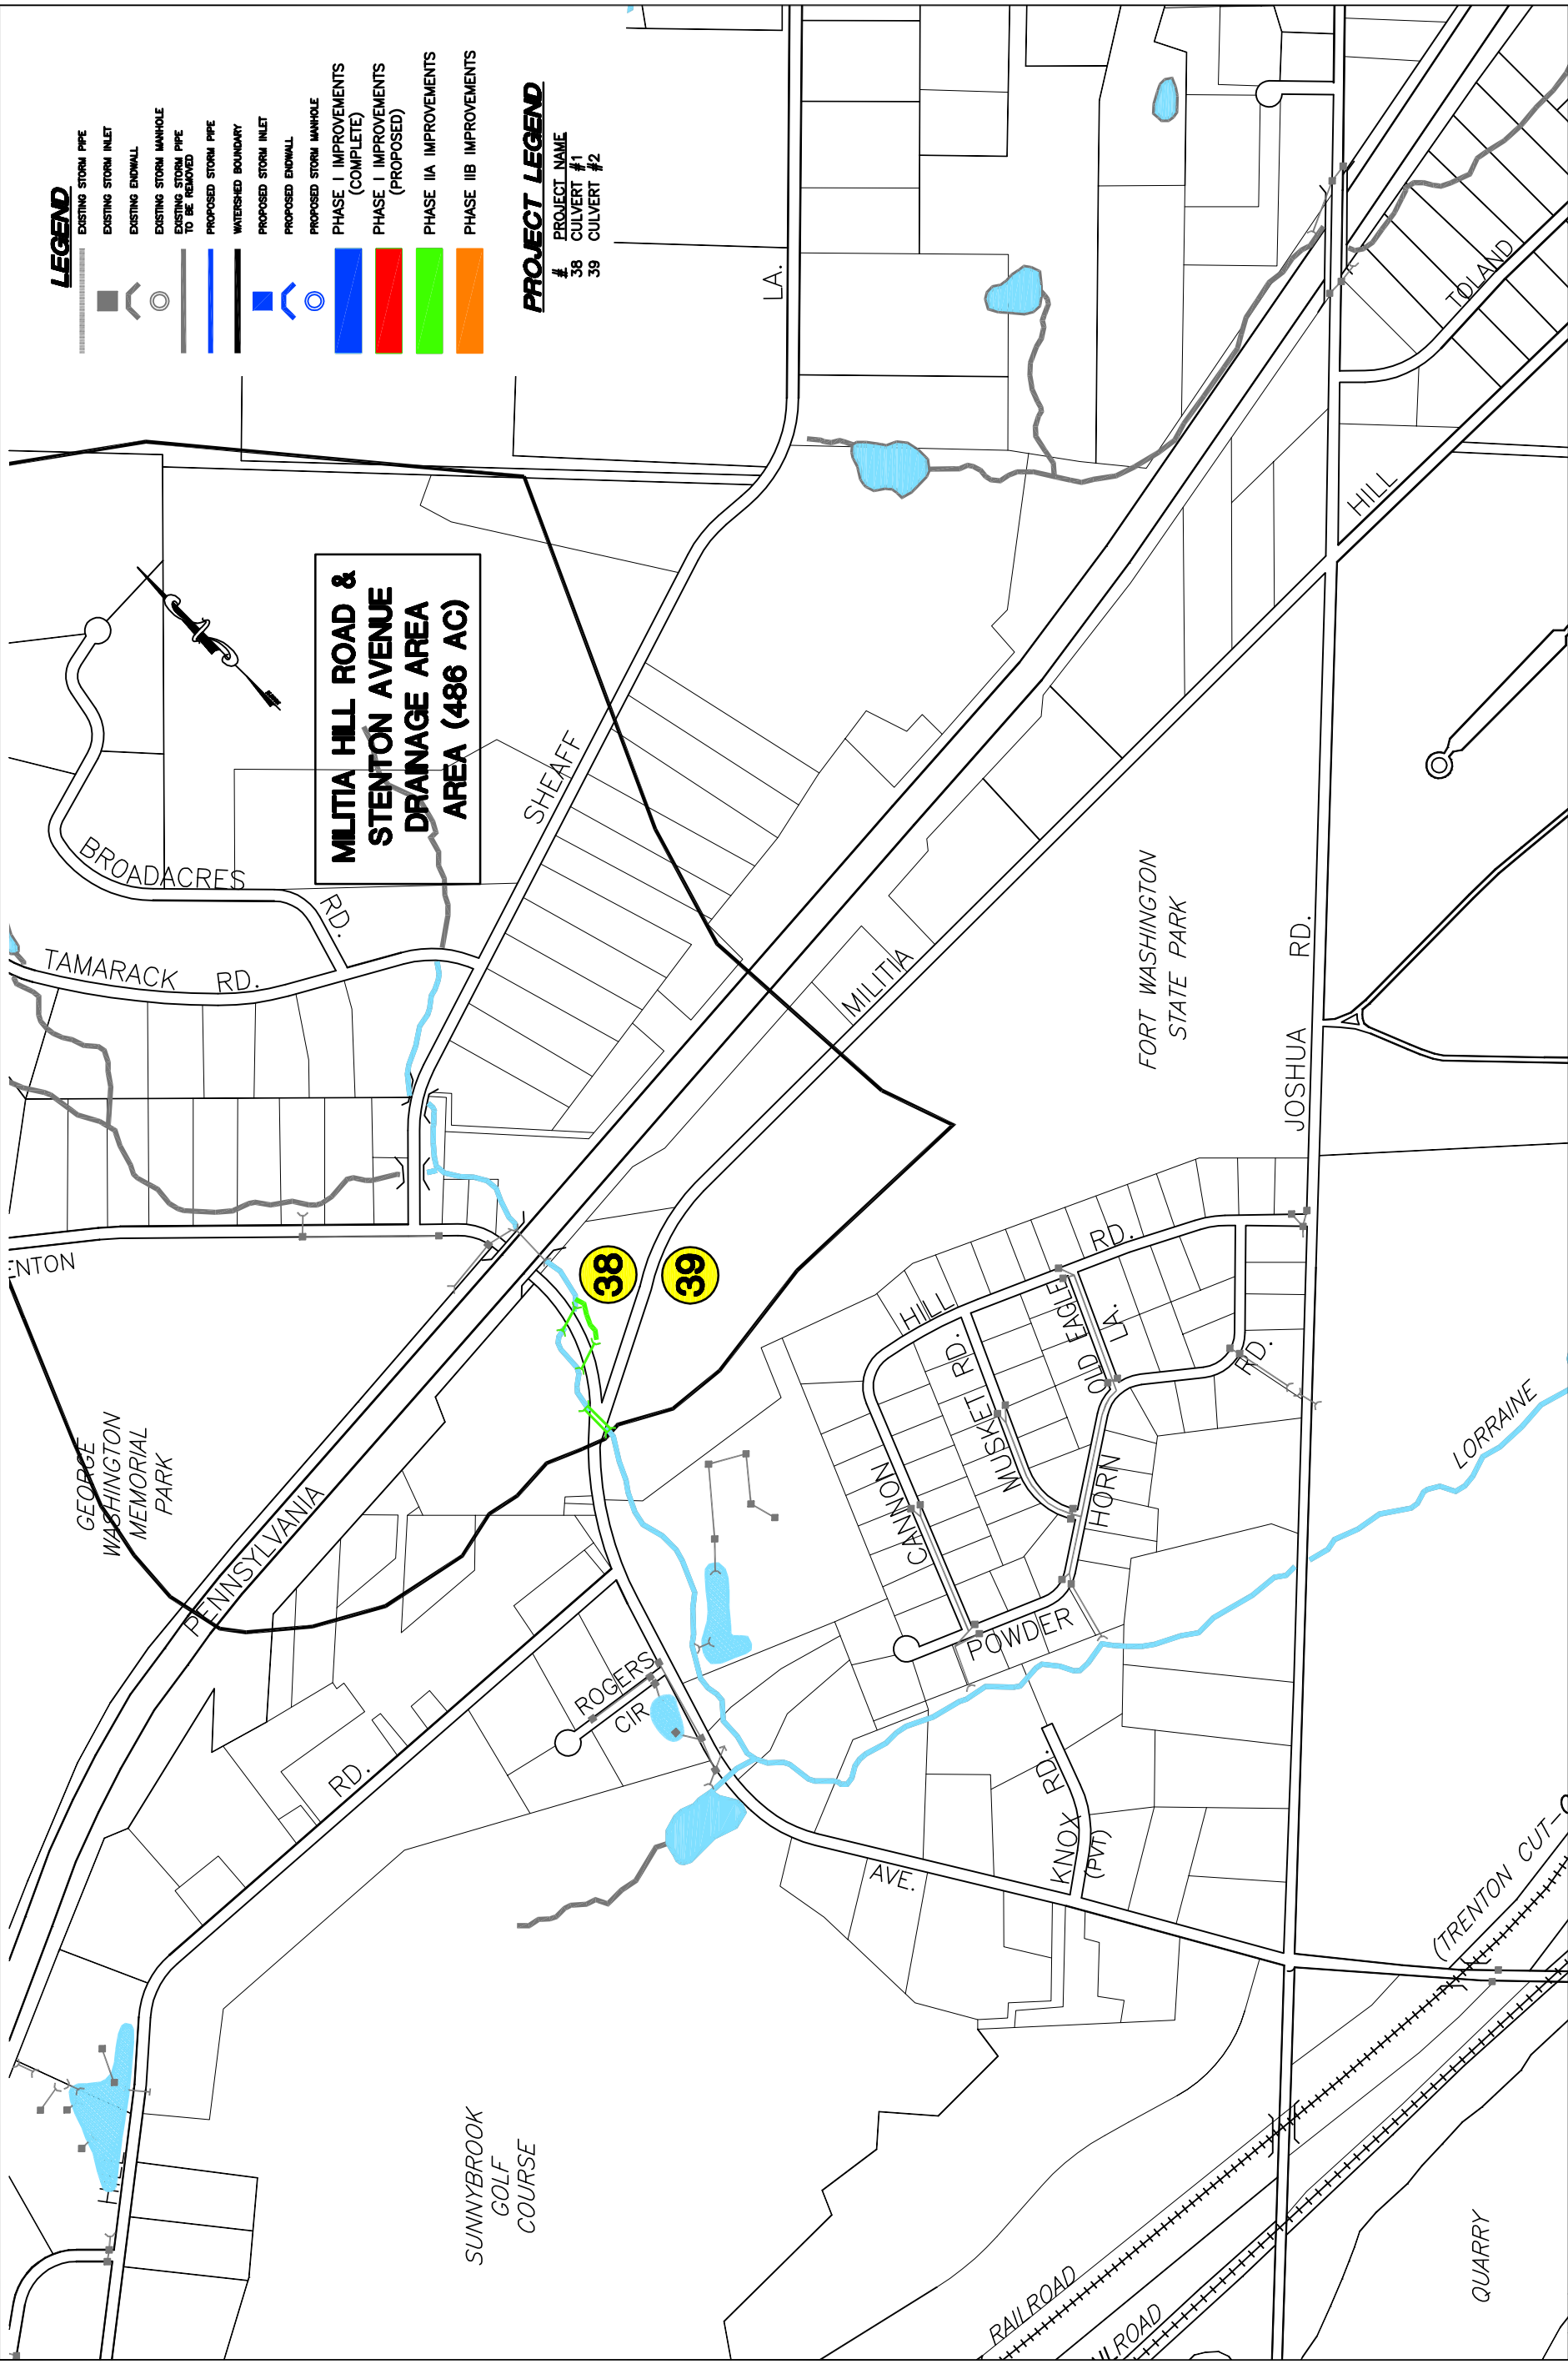 LEGEND
EXISTING STORM PIPE
EXISTING STORM INLET
EXISTING ENDWALL
EXISTING STORM MANHOLE
EXISTING STORM PIPE
TO BE REMOVED
PROPOSED STORM PIPE
WATERSHED BOUNDARY
PROPOSED STORM INLET
PROPOSED ENDWALL
PROPOSED STORM MANHOLE
PHASE I IMPROVEMENTS
(COMPLETE)
PHASE I IMPROVEMENTS
(PROPOSED)
PHASE IIA IMPROVEMENTS
PHASE IIB IMPROVEMENTS
PROJECT LEGEND
# PROJECT NAME
38 CULVERT #1
39 CULVERT #2
MILITIA HILL ROAD &
STENTON AVENUE
DRAINAGE AREA
AREA (486 AC)
BROADACRES
RD.
TAMARACK RD.
SHEAFF
LA.
ENTON
GEORGE
WASHINGTON
MEMORIAL
PARK
PENNSYLVANIA
38
39
MILITIA
HILL
TOLAND
FORT WASHINGTON
STATE PARK
JOSHUA RD.
HILL
RD.
CANNON
MUSKET RD.
OLD EAGLE
LA.
HORN
RD.
POWDER
LORRAINE
ROGERS
CIR
RD.
HILL
AVE.
KNOX RD.
(PVT)
SUNNYBROOK
GOLF
COURSE
(TRENTON CUT-O
RAILROAD
ILROAD
QUARRY